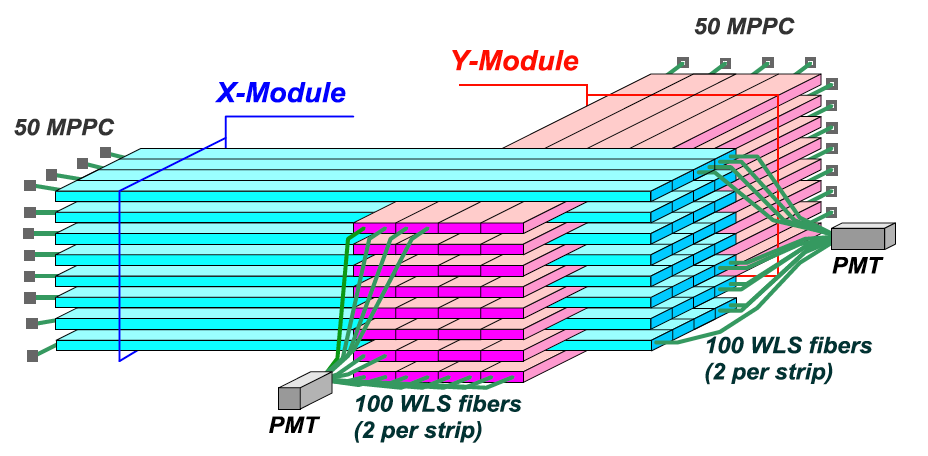 50 MPPC
Y-Module
X-Module
50 MPPC
PMT
100 WLS fibers
(2 per strip)
100 WLS fibers
(2 per strip)
PMT